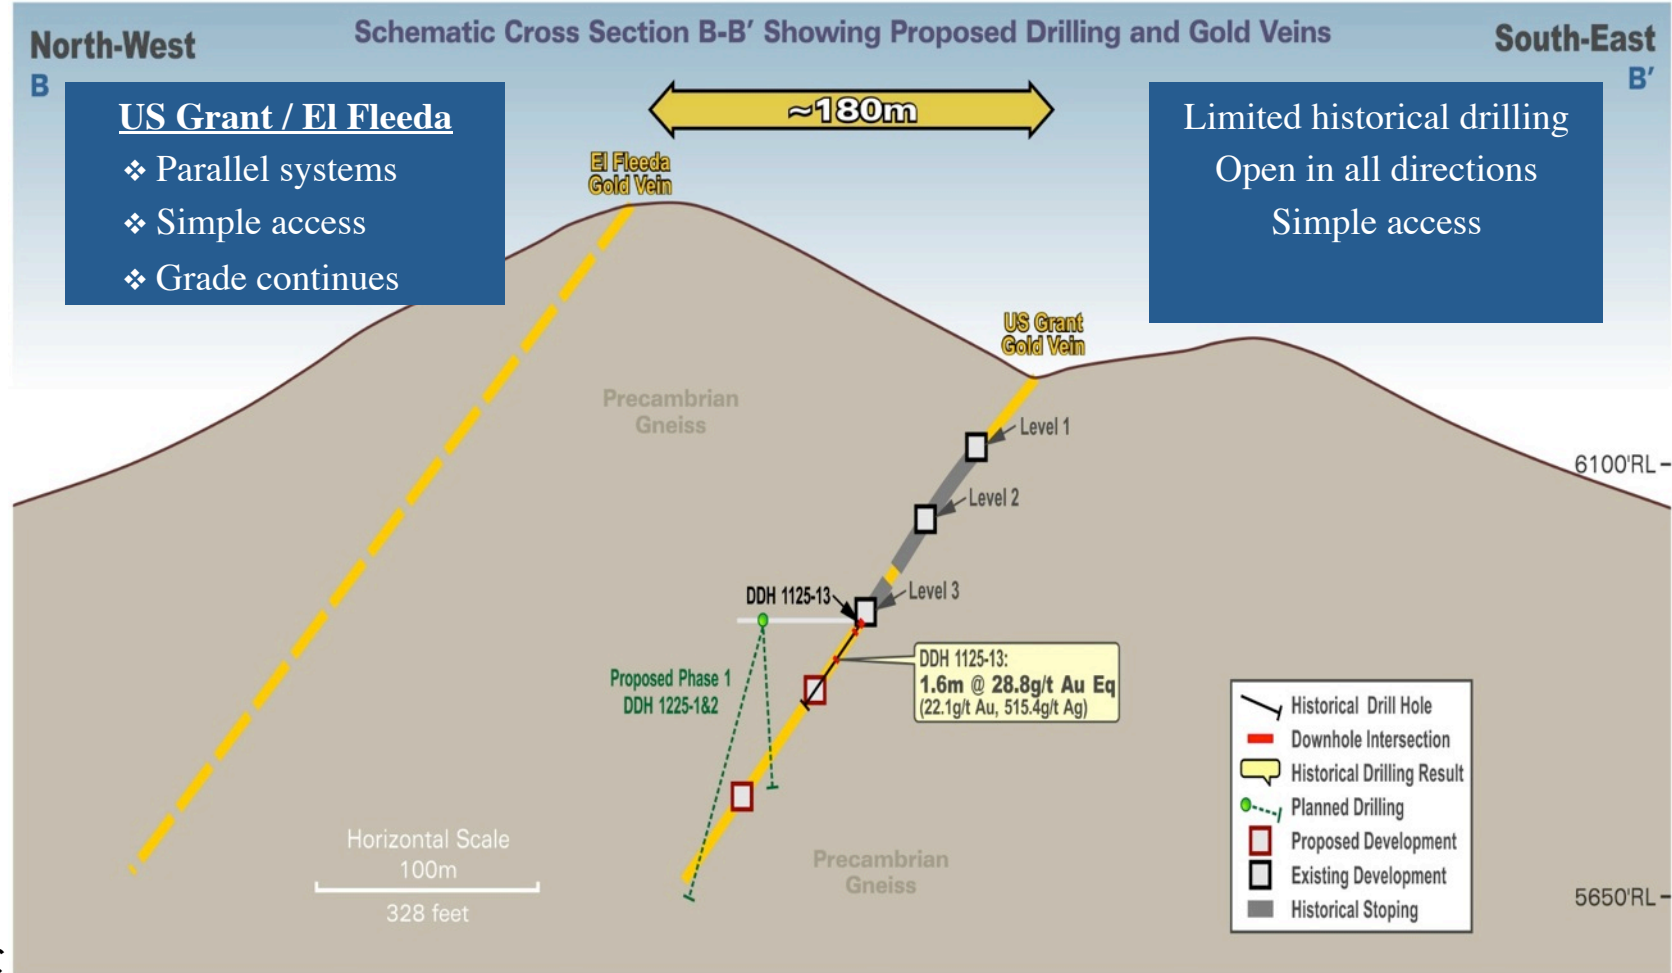 Schematic Cross Section B-B’ Showing Proposed Drilling and Gold Veins
North-West
B
South-East
B’
US Grant / El Fleeda
❖ Parallel systems
❖ Simple access
❖ Grade continues
~180m
Limited historical drilling
Open in all directions
Simple access
El Fleeda
Gold Vein
US Grant
Gold Vein
Precambrian
Gneiss
Level 1
6100'RL
Level 2
Level 3
DDH 1125-13
DDH 1125-13:
1.6m @ 28.8g/t Au Eq
(22.1g/t Au, 515.4g/t Ag)
Proposed Phase 1
DDH 1225-1&2
Historical Drill Hole
Downhole Intersection
Historical Drilling Result
Planned Drilling
Proposed Development
Existing Development
Historical Stoping
Horizontal Scale
100m
328 feet
Precambrian
Gneiss
5650'RL